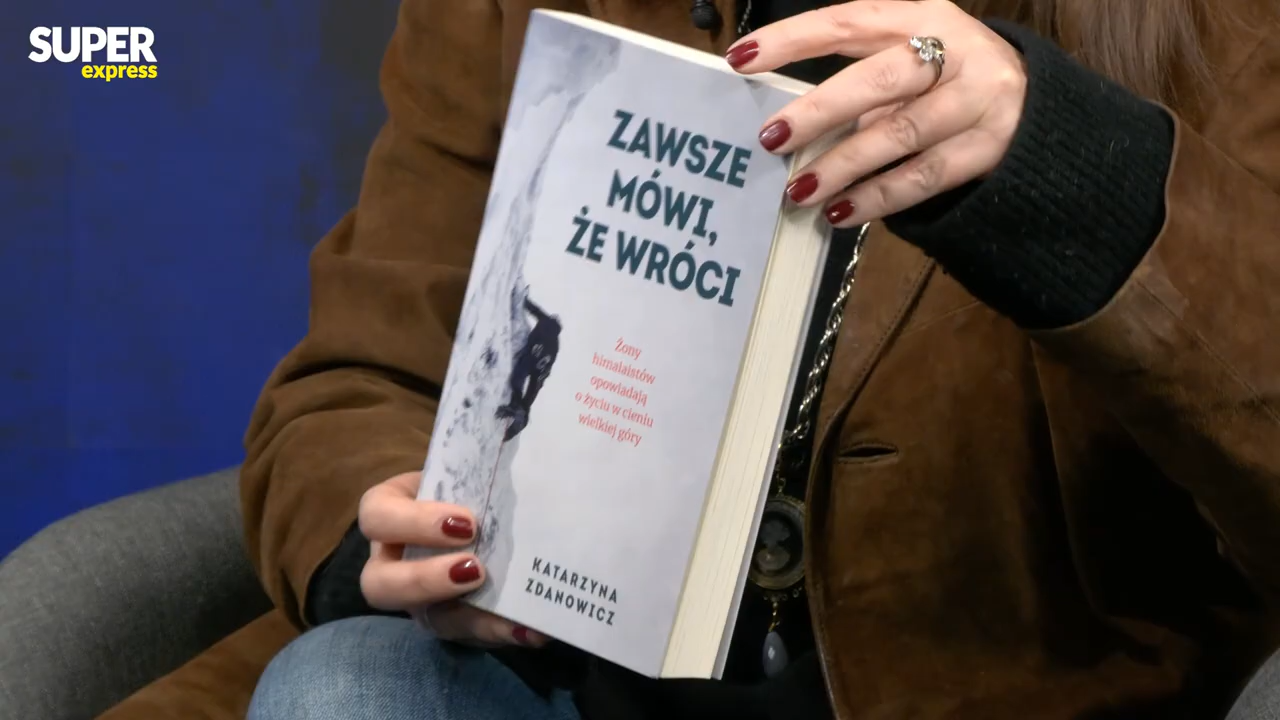 SUPER
express
ZAWSZE
MÓWI,
ŻE WRÓCI
Żony
himalaistów
opowiadają
o życiu w cieniu
wielkiej góry
KATARZYNA
ZDANOWICZ